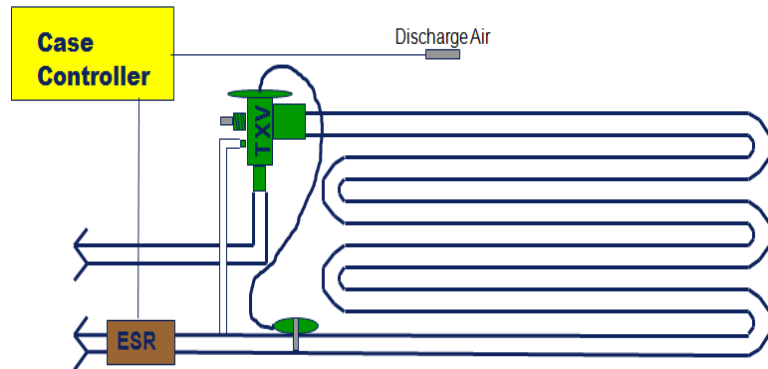 Case
Controller
Discharge Air
TXV
ESR